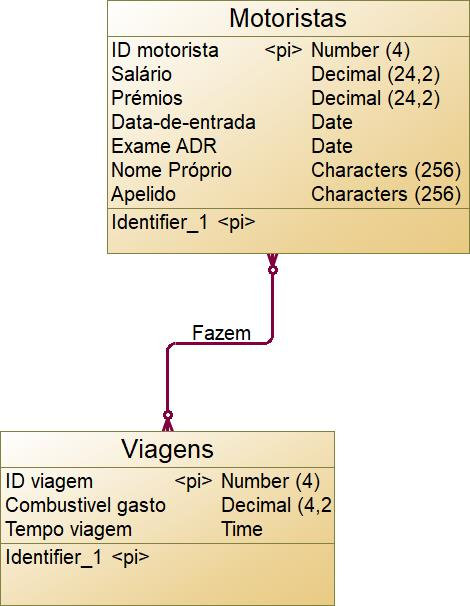 Motoristas
ID motorista <pi> Number (4)
Salário Decimal (24,2)
Prémios Decimal (24,2)
Data-de-entrada Date
Exame ADR Date
Nome Próprio Characters (256)
Apelido Characters (256)
Identifier_1 <pi>
Fazem
Viagens
ID viagem <pi> Number (4)
Combustivel gasto Decimal (4,2
Tempo viagem Time
Identifier_1 <pi>